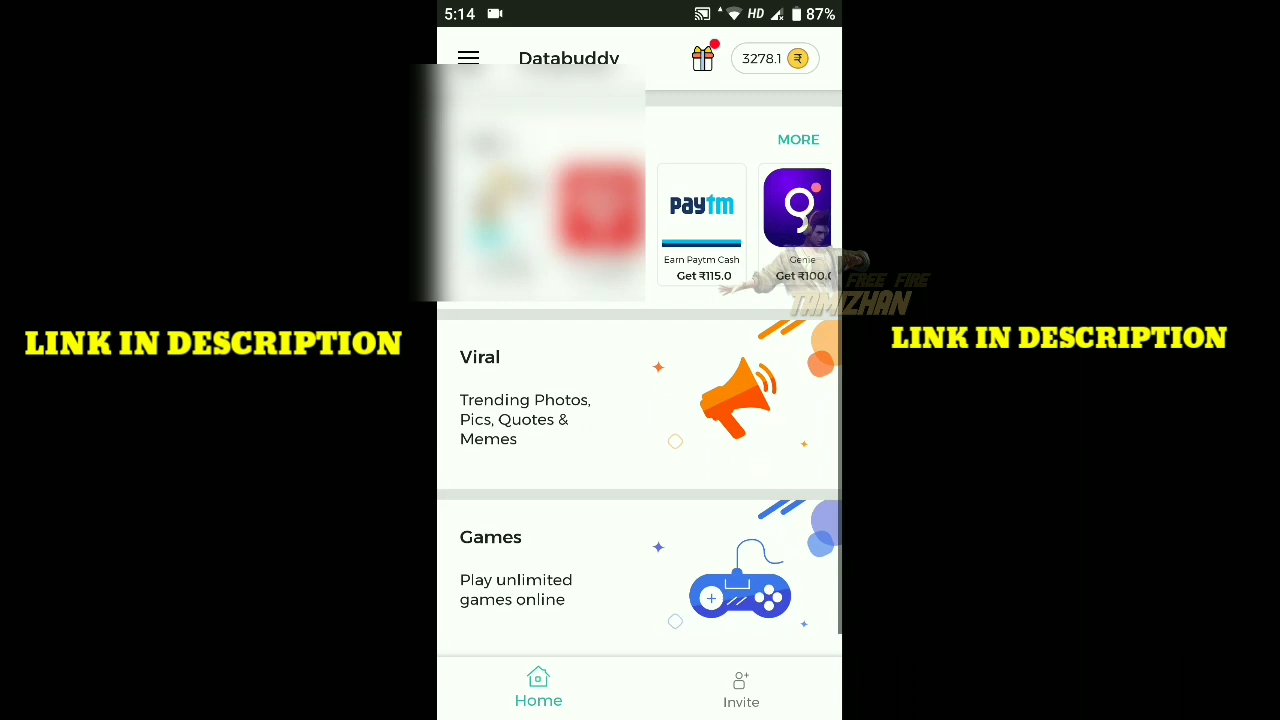 5:14
HD
87%
Databuddy
3278.1 ₹
MORE
paytm
Earn Paytm Cash
Get ₹115.0
Genie
Get ₹100.0
FREE FIRE
TAMIZHAN
LINK IN DESCRIPTION
LINK IN DESCRIPTION
Viral
Trending Photos,
Pics, Quotes &
Memes
Games
Play unlimited
games online
Home
Invite